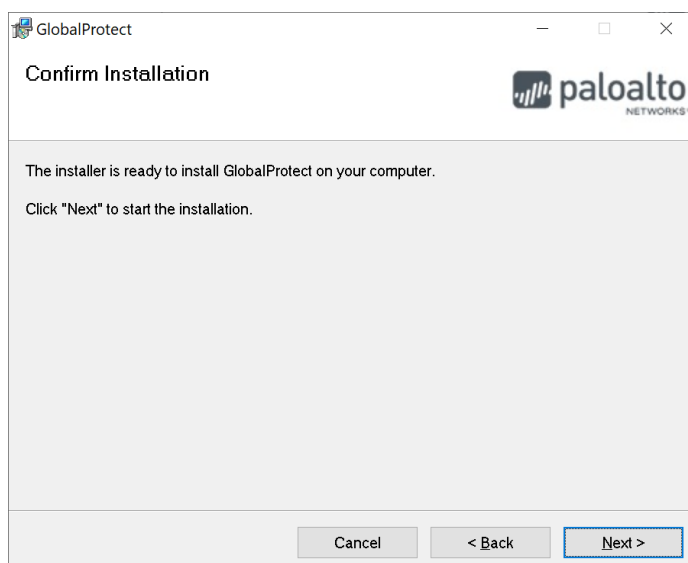 GlobalProtect
Confirm Installation
paloalto
NETWORKS
The installer is ready to install GlobalProtect on your computer.
Click "Next" to start the installation.
Cancel
< Back
Next >